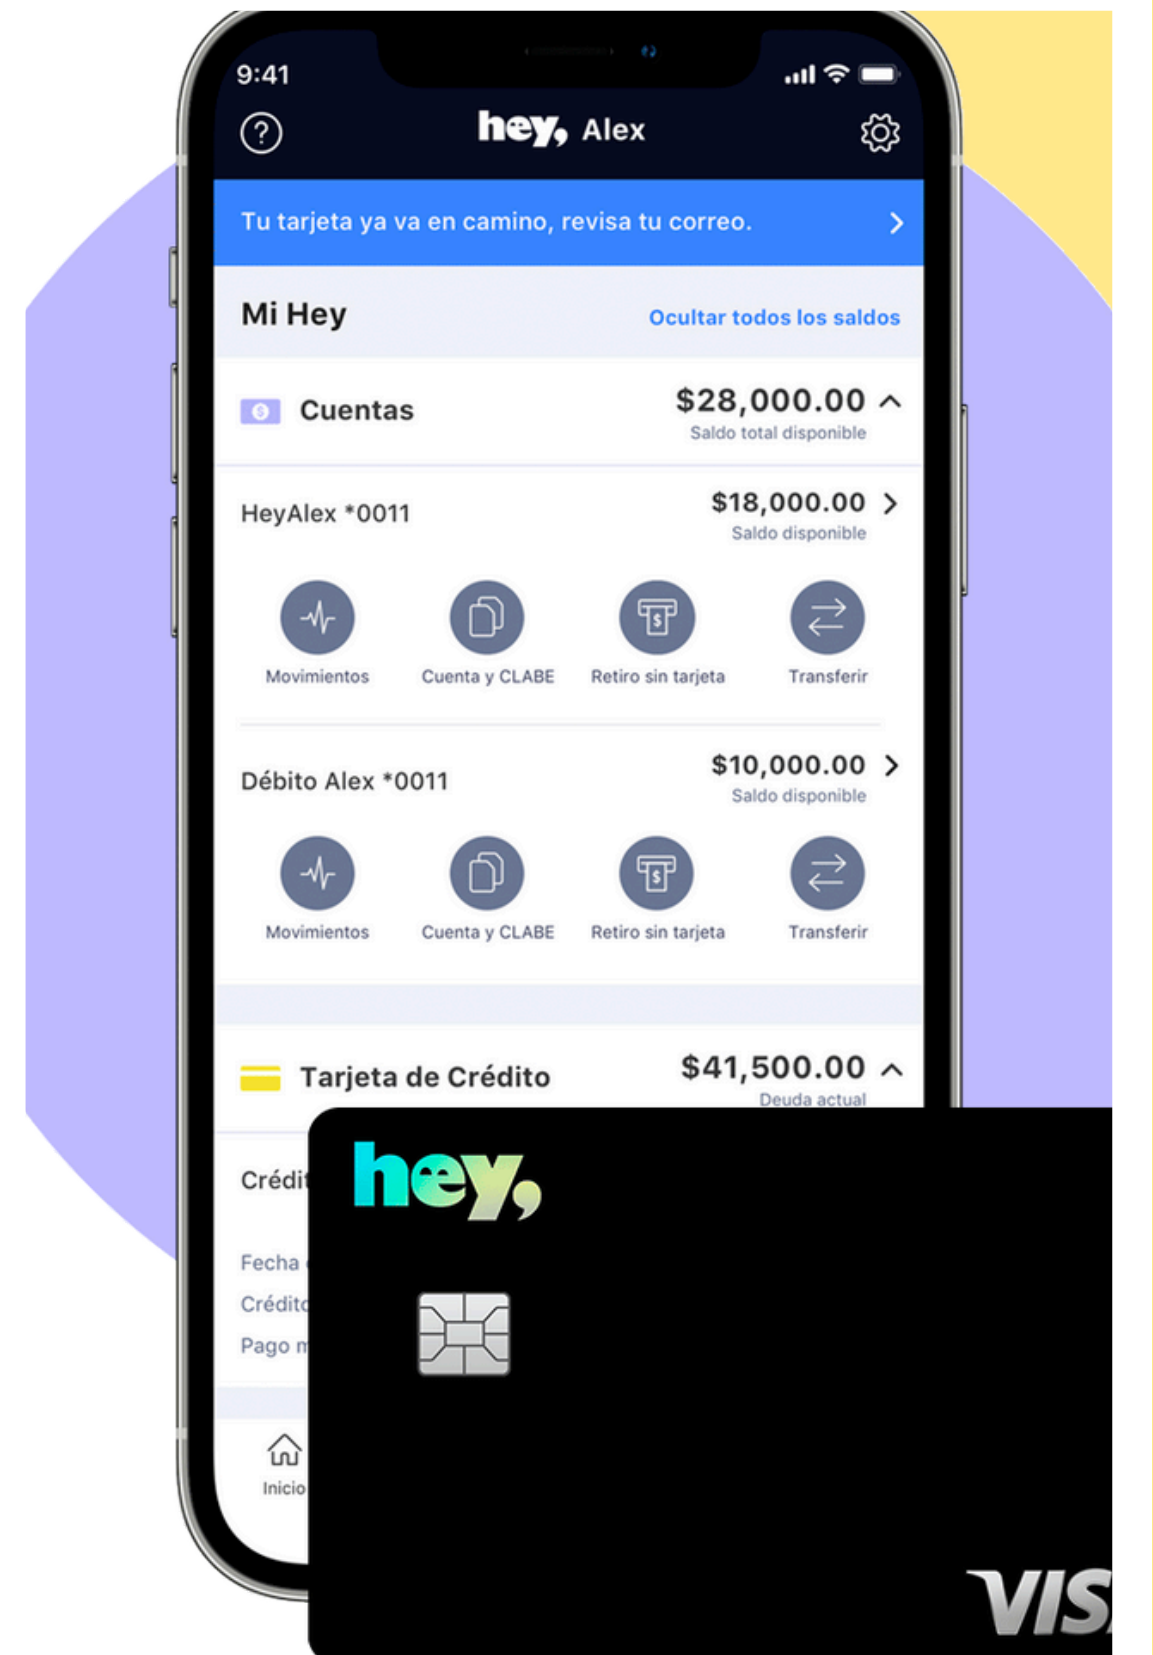 9:41
hey, Alex
Tu tarjeta ya va en camino, revisa tu correo.
Mi Hey
Ocultar todos los saldos
Cuentas
$28,000.00
Saldo total disponible
HeyAlex *0011
$18,000.00
Saldo disponible
Movimientos Cuenta y CLABE Retiro sin tarjeta Transferir
Débito Alex *0011
$10,000.00
Saldo disponible
Movimientos Cuenta y CLABE Retiro sin tarjeta Transferir
Tarjeta de Crédito
$41,500.00
Deuda actual
hey,
Fecha
Pago
Inicio
VISA